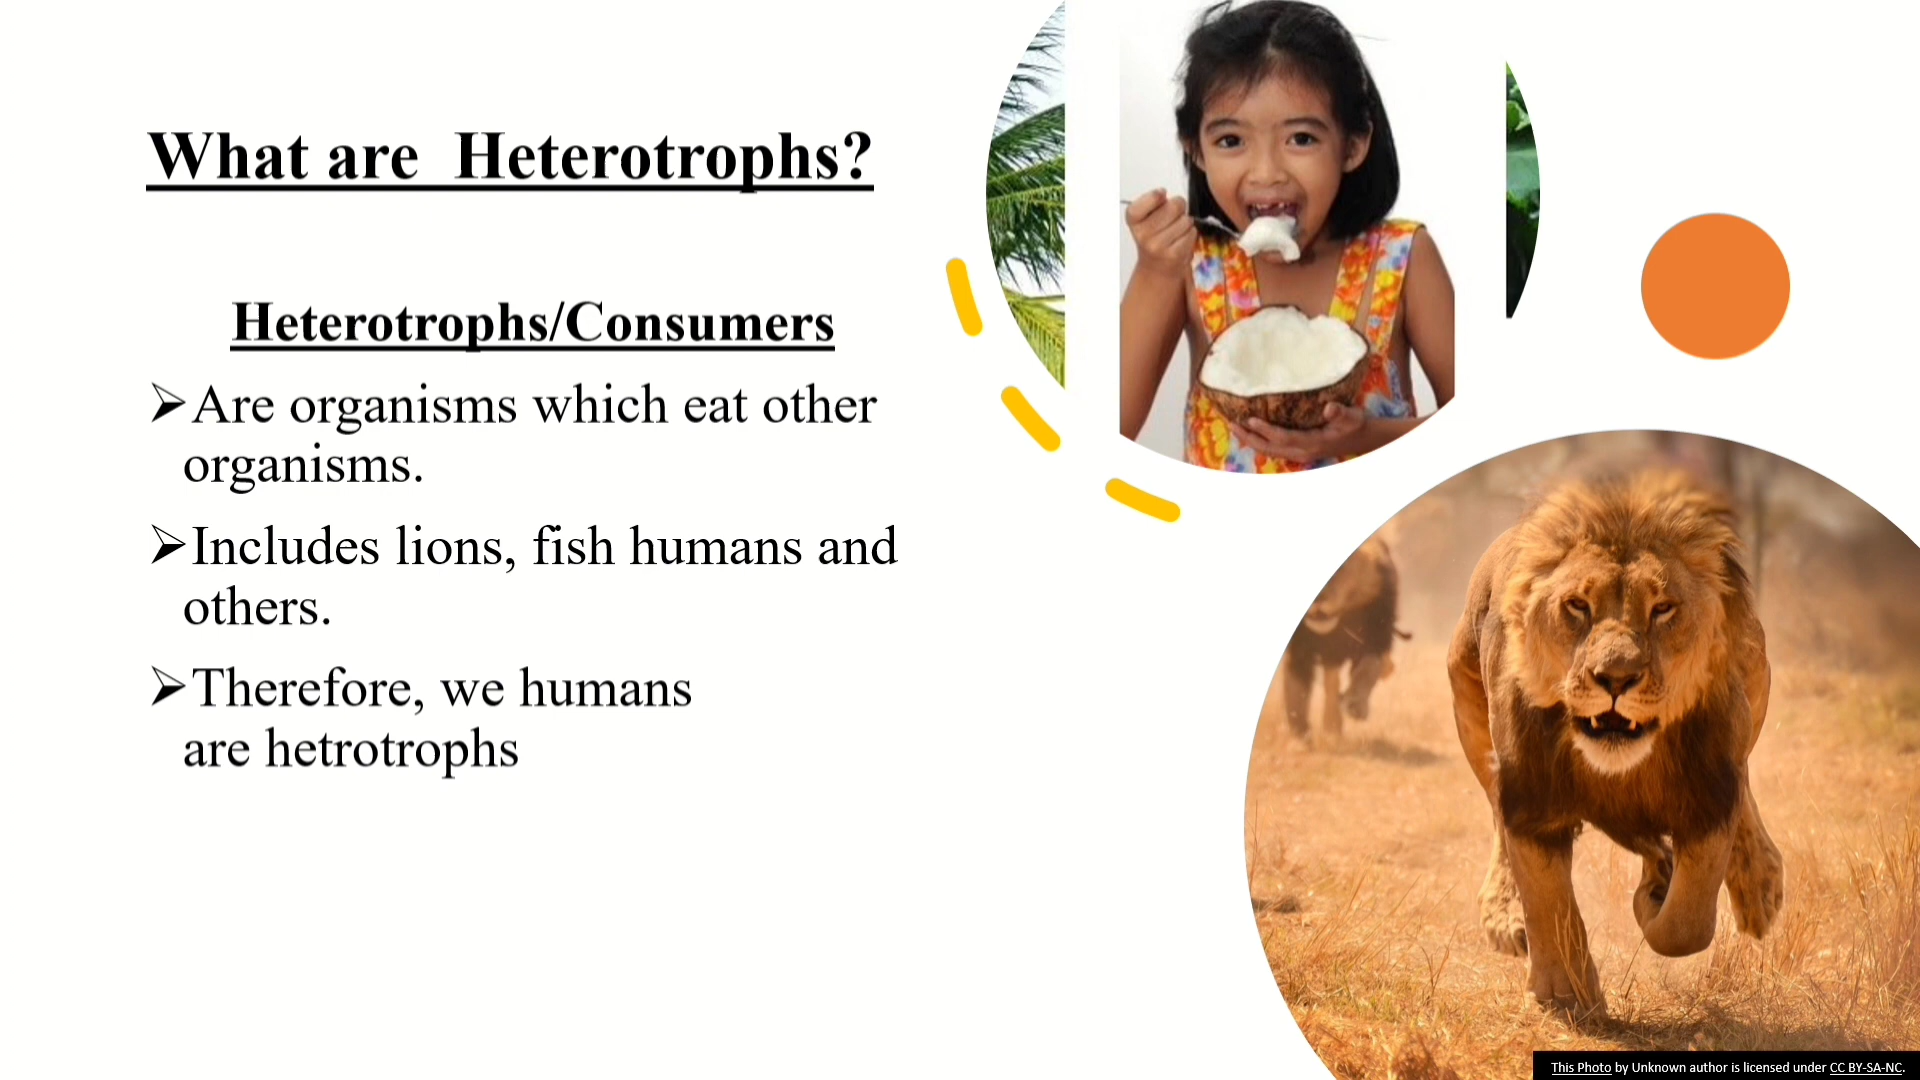 What are  Heterotrophs?
Heterotrophs/Consumers
➢Are organisms which eat other
organisms.
➢Includes lions, fish humans and
others.
➢Therefore, we humans
are hetrotrophs
This Photo by Unknown author is licensed under CC BY-SA-NC.